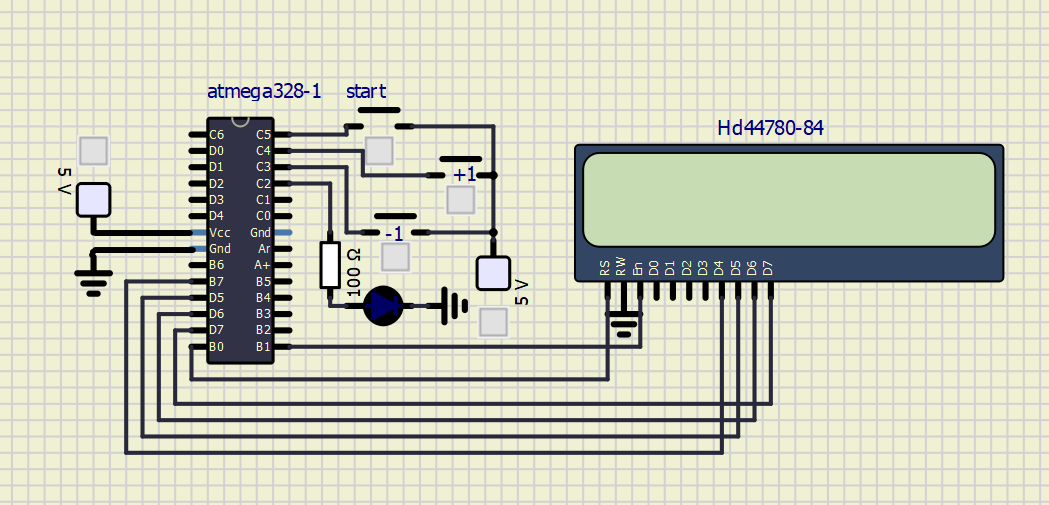 atmega328-1
start
Hd44780-84
C6 C5
D0 C4
D1 C3
D2 C2
D3 C1
D4 C0
Vcc Gnd
Gnd Ar
B6 A+
B7 B5
D5 B4
D6 B3
D7 B2
B0 B1
5 V
+1
-1
100 Ω
5 V
RS RW En D0 D1 D2 D3 D4 D5 D6 D7